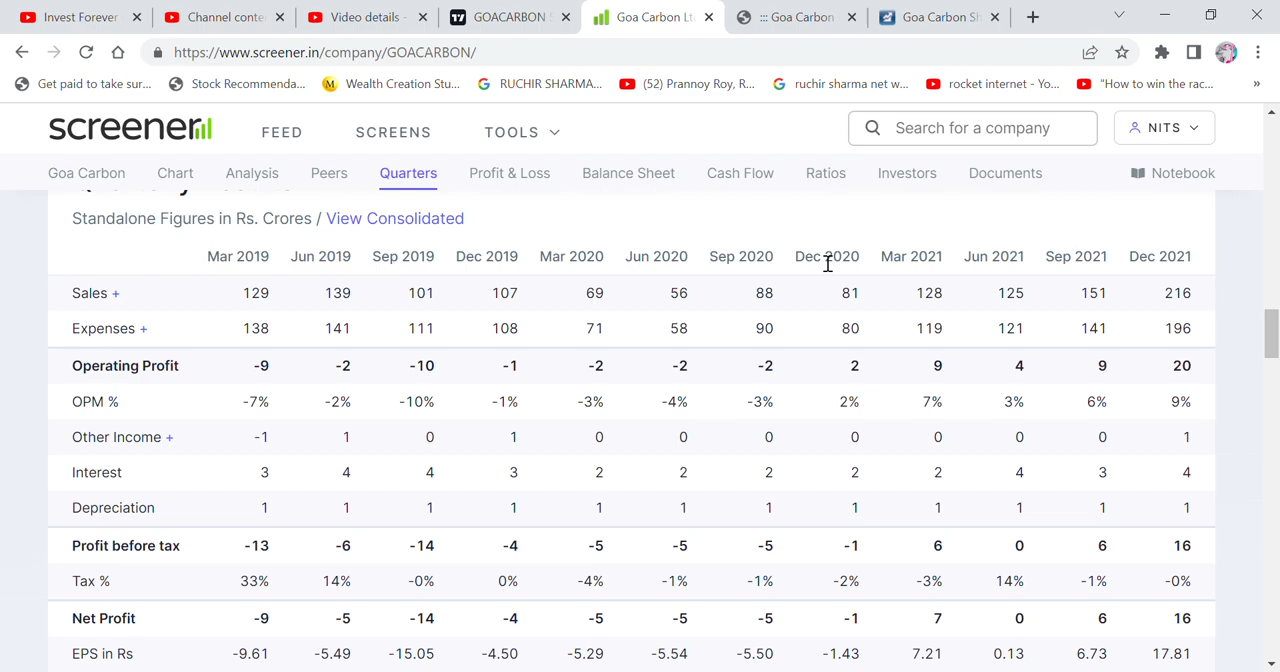 Invest Forever
Channel conte
Video details -
GOACARBON
Goa Carbon Lt
::: Goa Carbon
Goa Carbon Sh
https://www.screener.in/company/GOACARBON/
Get paid to take sur...
Stock Recommenda...
Wealth Creation Stu...
RUCHIR SHARMA...
(52) Prannoy Roy, R...
ruchir sharma net w...
rocket internet - Yo...
"How to win the rac...
»
screener
FEED SCREENS TOOLS
Search for a company
NITS
Goa Carbon Chart Analysis Peers Quarters Profit & Loss Balance Sheet Cash Flow Ratios Investors Documents Notebook
Standalone Figures in Rs. Crores / View Consolidated
Mar 2019 Jun 2019 Sep 2019 Dec 2019 Mar 2020 Jun 2020 Sep 2020 Dec 2020 Mar 2021 Jun 2021 Sep 2021 Dec 2021
Sales + 129 139 101 107 69 56 88 81 128 125 151 216
Expenses + 138 141 111 108 71 58 90 80 119 121 141 196
Operating Profit -9 -2 -10 -1 -2 -2 -2 2 9 4 9 20
OPM % -7% -2% -10% -1% -3% -4% -3% 2% 7% 3% 6% 9%
Other Income + -1 1 0 1 0 0 0 0 0 0 0 1
Interest 3 4 4 3 2 2 2 2 2 4 3 4
Depreciation 1 1 1 1 1 1 1 1 1 1 1 1
Profit before tax -13 -6 -14 -4 -5 -5 -5 -1 6 0 6 16
Tax % 33% 14% -0% 0% -4% -1% -1% -2% -3% 14% -1% -0%
Net Profit -9 -5 -14 -4 -5 -5 -5 -1 7 0 6 16
EPS in Rs -9.61 -5.49 -15.05 -4.50 -5.29 -5.54 -5.50 -1.43 7.21 0.13 6.73 17.81